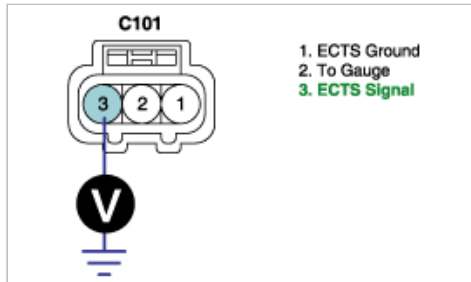 C101
1. ECTS Ground
2. To Gauge
3. ECTS Signal
3 2 1
V